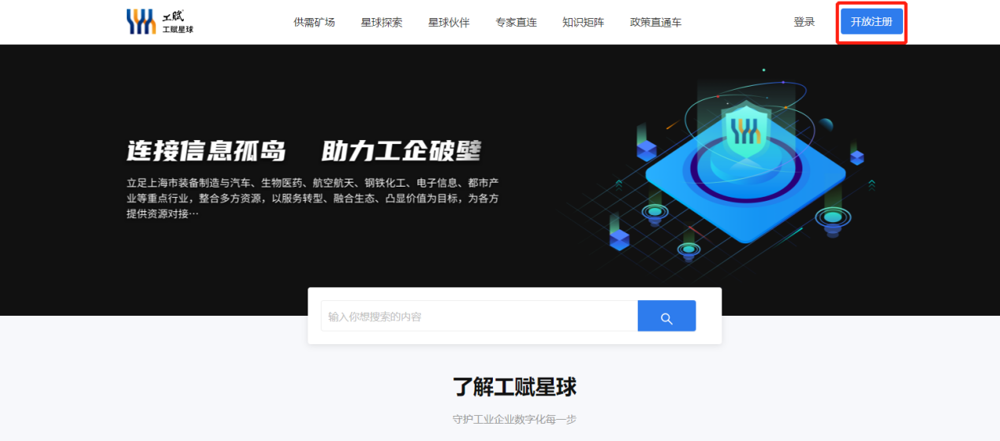 工赋
工赋星球
供需矿场 星球探索 星球伙伴 专家直连 知识矩阵 政策直通车 登录 开放注册
连接信息孤岛 助力工企破壁
立足上海市装备制造与汽车、生物医药、航空航天、钢铁化工、电子信息、都市产
业等重点行业，整合多方资源，以服务转型、融合生态、凸显价值为目标，为各方
提供资源对接…
输入你想搜索的内容
了解工赋星球
守护工业企业数字化每一步